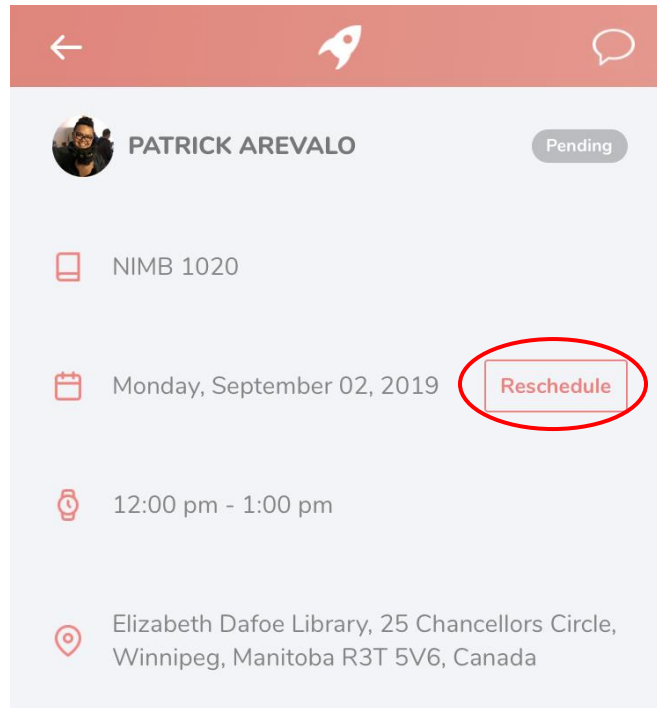 PATRICK AREVALO Pending
NIMB 1020
Monday, September 02, 2019 Reschedule
12:00 pm - 1:00 pm
Elizabeth Dafoe Library, 25 Chancellors Circle,
Winnipeg, Manitoba R3T 5V6, Canada